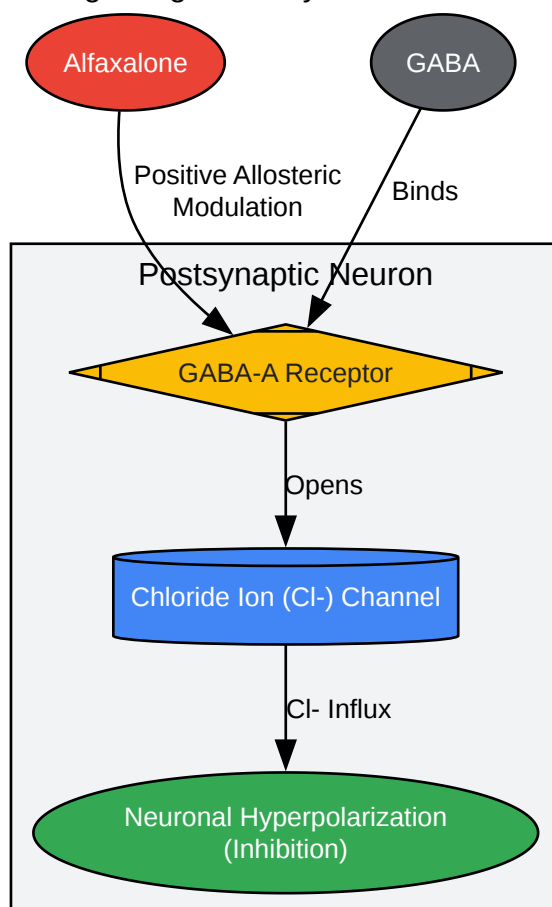 Alfaxalone
GABA
Positive Allosteric
Modulation
Binds
Postsynaptic Neuron
GABA-A Receptor
Opens
Chloride Ion (Cl-) Channel
Cl- Influx
Neuronal Hyperpolarization
(Inhibition)